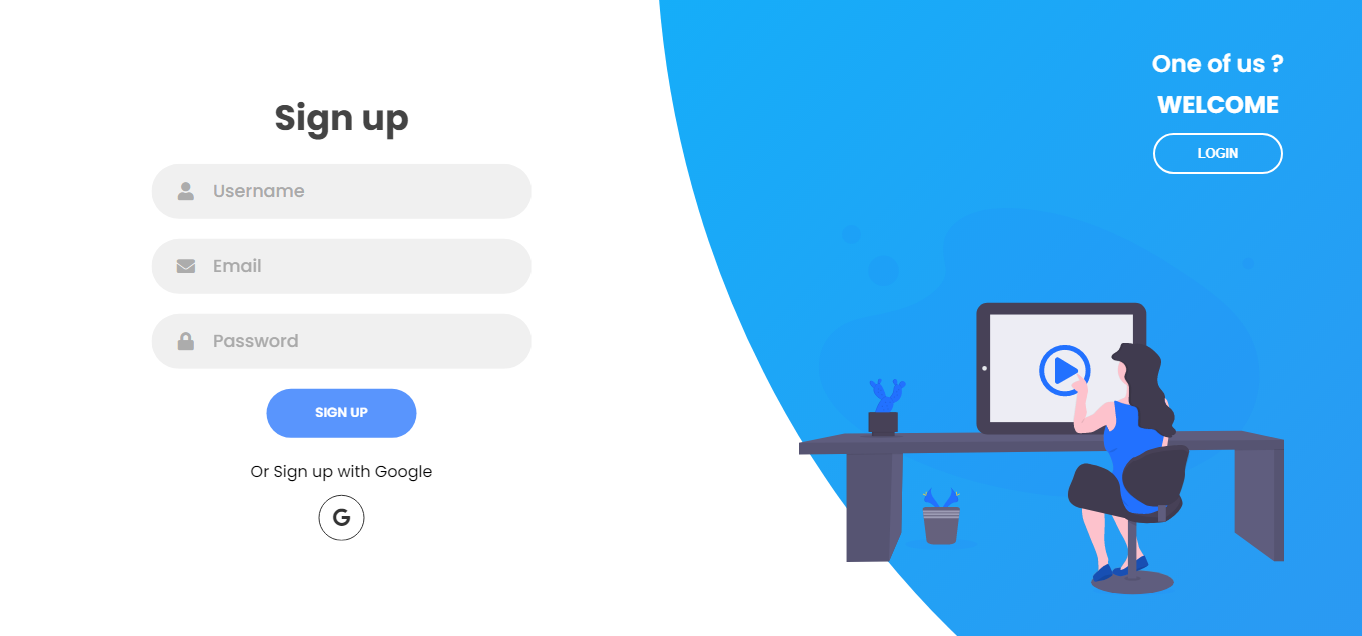 Sign up
Username
Email
Password
SIGN UP
Or Sign up with Google
G
One of us ?
WELCOME
LOGIN